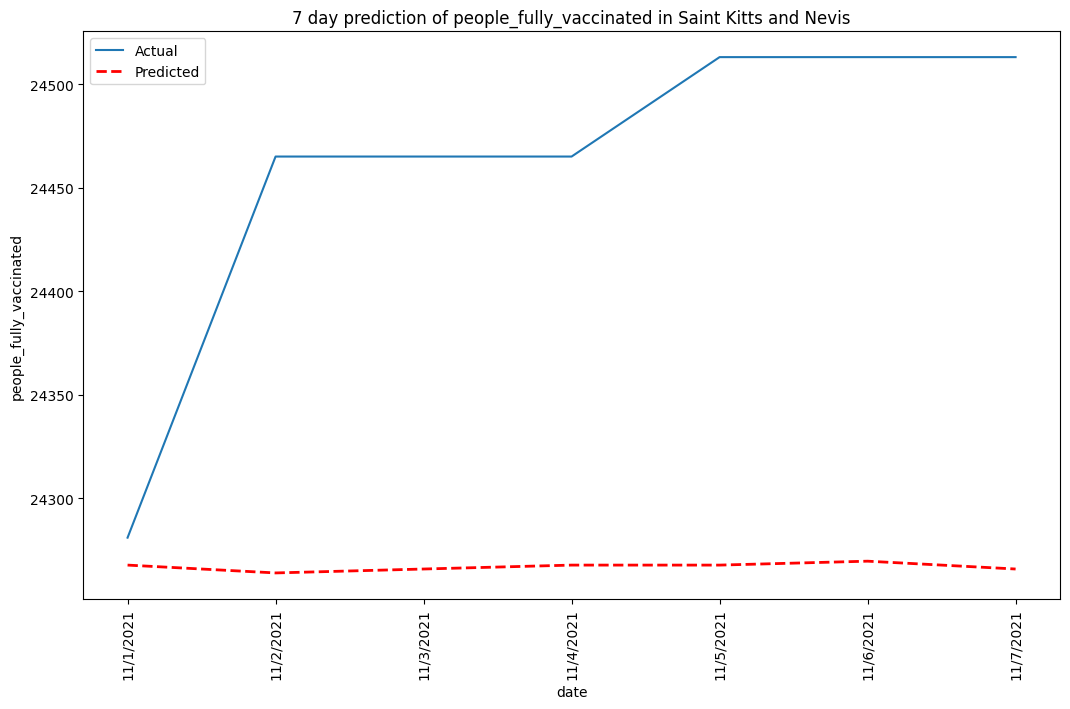 7 day prediction of people_fully_vaccinated in Saint Kitts and Nevis
Actual
Predicted
people_fully_vaccinated
24500
24450
24400
24350
24300
11/1/2021
11/2/2021
11/3/2021
11/4/2021
11/5/2021
11/6/2021
11/7/2021
date